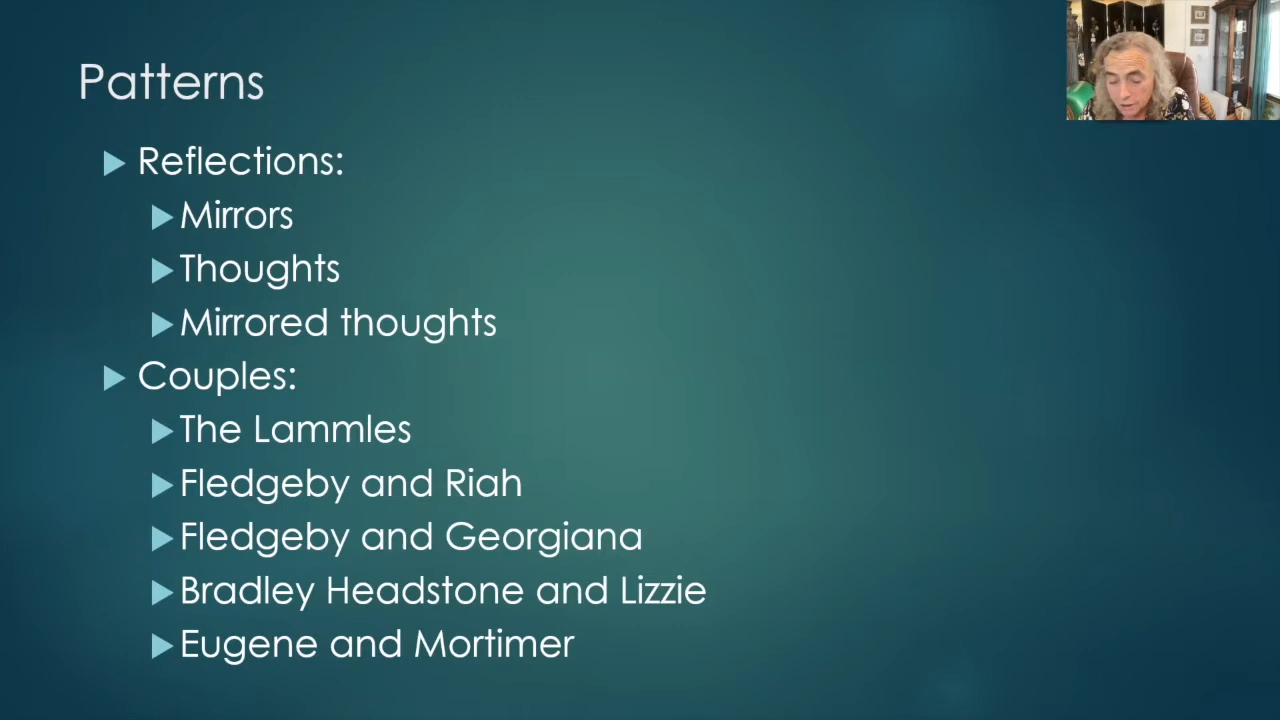 Patterns
Reflections:
Mirrors
Thoughts
Mirrored thoughts
Couples:
The Lammles
Fledgeby and Riah
Fledgeby and Georgiana
Bradley Headstone and Lizzie
Eugene and Mortimer